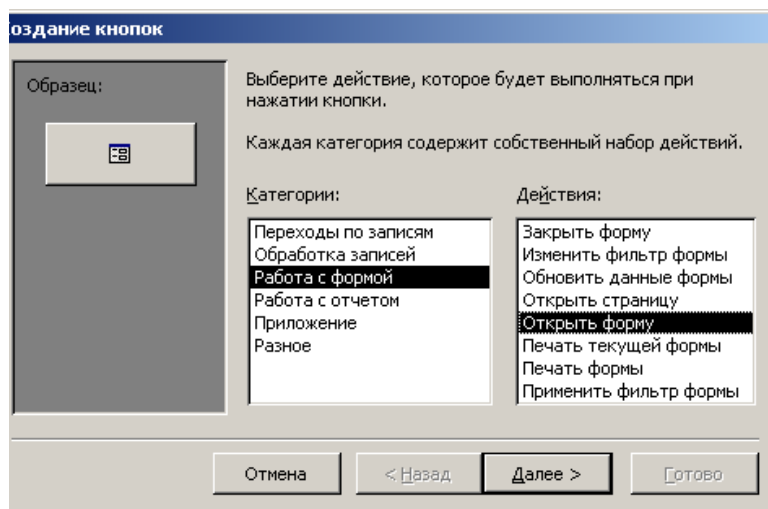 оздание кнопок
Образец:
Выберите действие, которое будет выполняться при
нажатии кнопки.
Каждая категория содержит собственный набор действий.
Категории:
Переходы по записям
Обработка записей
Работа с формой
Работа с отчетом
Приложение
Разное
Действия:
Закрыть форму
Изменить фильтр формы
Обновить данные формы
Открыть страницу
Открыть форму
Печать текущей формы
Печать формы
Применить фильтр формы
Отмена
< Назад
Далее >
Готово